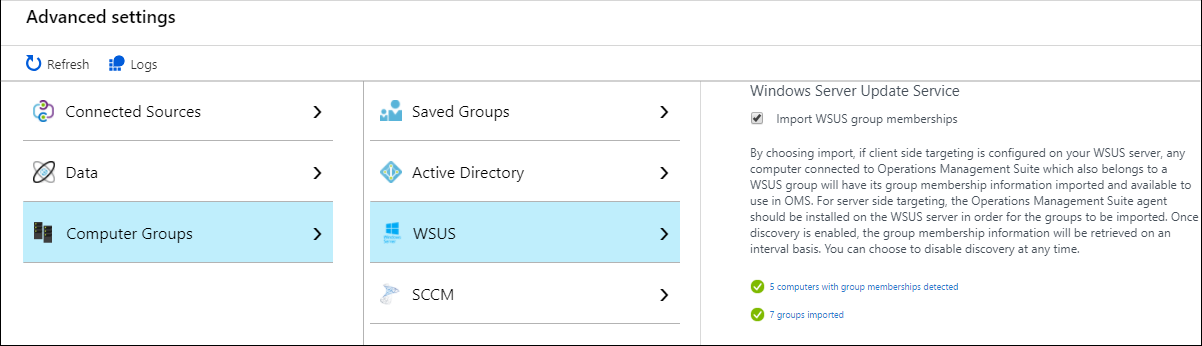 Advanced settings
Refresh Logs
Connected Sources
Data
Computer Groups
Saved Groups
Active Directory
WSUS
SCCM
Windows Server Update Service
Import WSUS group memberships
By choosing import, if client side targeting is configured on your WSUS server, any
computer connected to Operations Management Suite which also belongs to a
WSUS group will have its group membership information imported and available to
use in OMS. For server side targeting, the Operations Management Suite agent
should be installed on the WSUS server in order for the groups to be imported. Once
discovery is enabled, the group membership information will be retrieved on an
interval basis. You can choose to disable discovery at any time.
5 computers with group memberships detected
7 groups imported